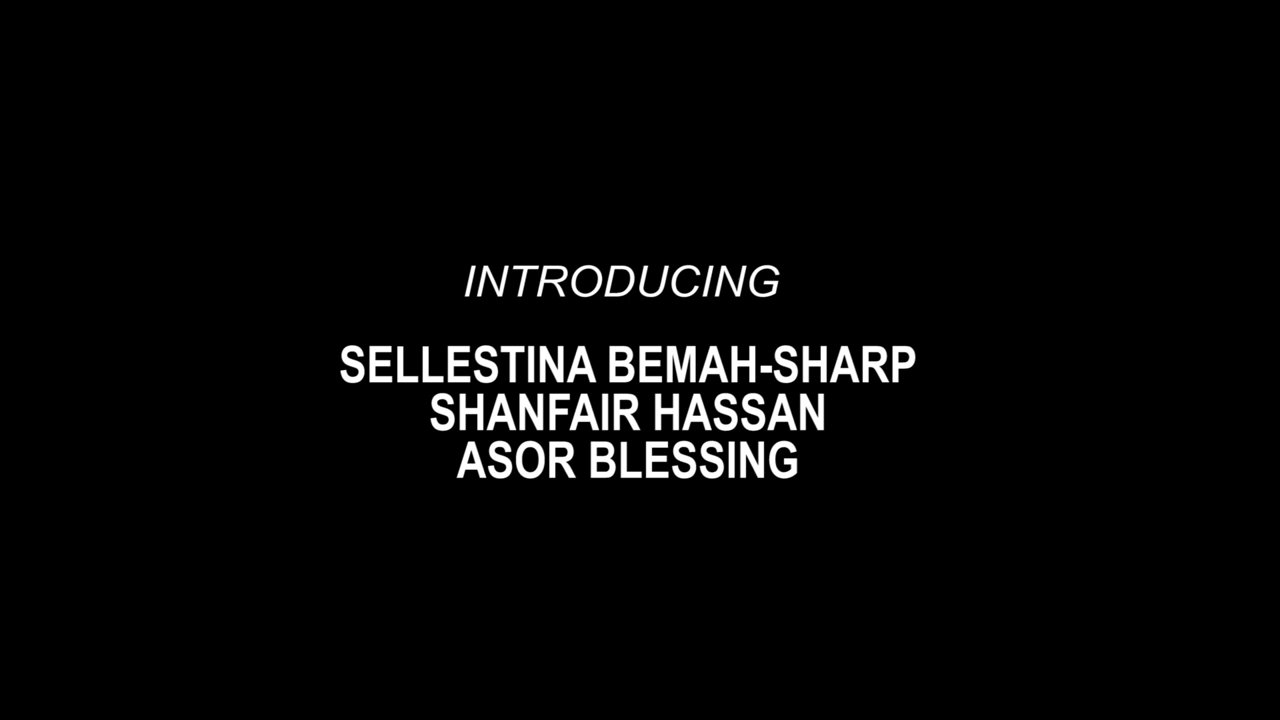 INTRODUCING
SELLESTINA BEMAH-SHARP
SHANFAIR HASSAN
ASOR BLESSING